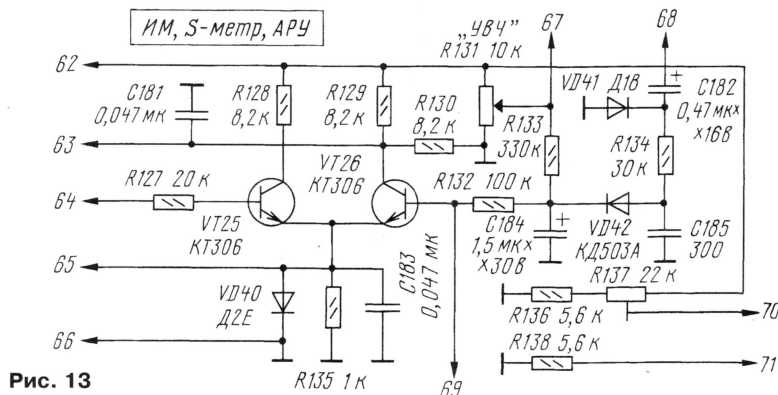 ИМ, S-метр, АРУ
„УВЧ"
R131 10 к
67
68
62
C181
0,047 мк
R128
8,2 к
R129
8,2 к
R130
8,2 к
VD41 Д18
C182
0,47 мк×
×16В
63
R133
330к
R134
30 к
VT26
КТ306
64
R127 20 к
R132 100 к
VT25
КТ306
C184
1,5 мк×
×30В
VD42
КД503А
C185
300
65
C183
0,047 мк
R137 22 к
VD40
Д2Е
R136 5,6 к
70
66
R138 5,6 к
71
R135 1 к
69
Рис. 13